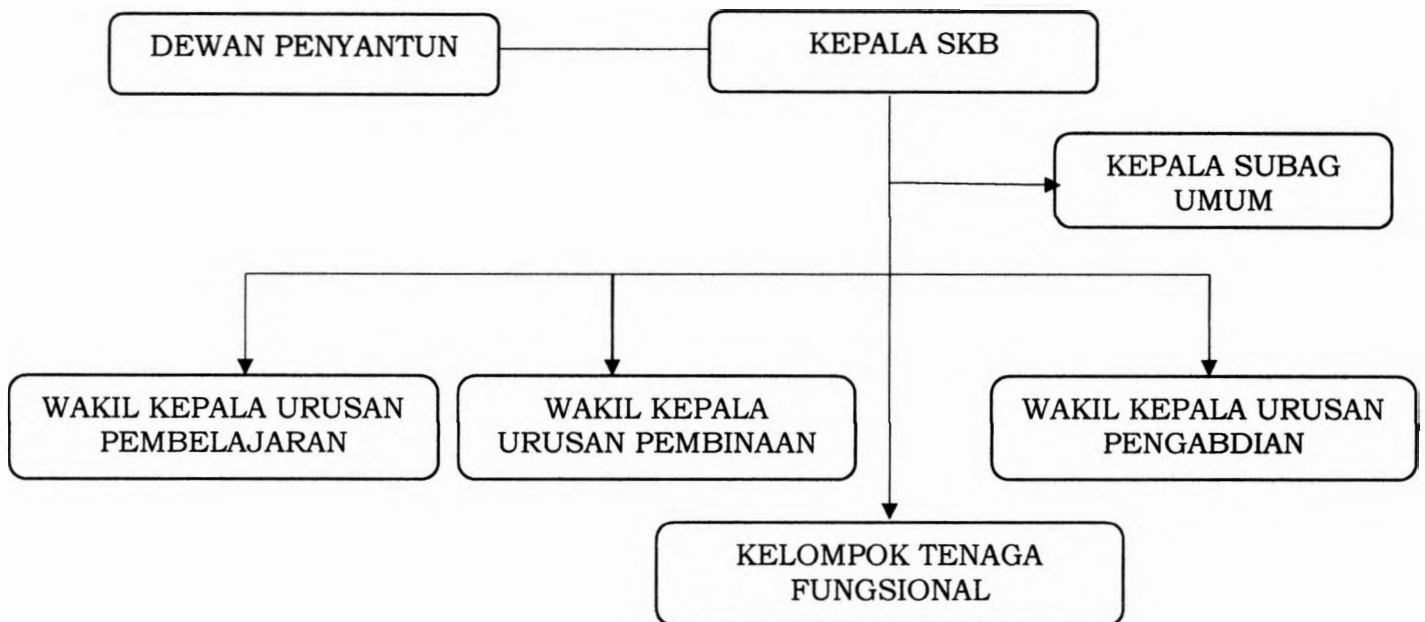 DEWAN PENYANTUN
KEPALA SKB
KEPALA SUBAG
UMUM
WAKIL KEPALA URUSAN
PEMBELAJARAN
WAKIL KEPALA
URUSAN PEMBINAAN
WAKIL KEPALA URUSAN
PENGABDIAN
KELOMPOK TENAGA
FUNGSIONAL